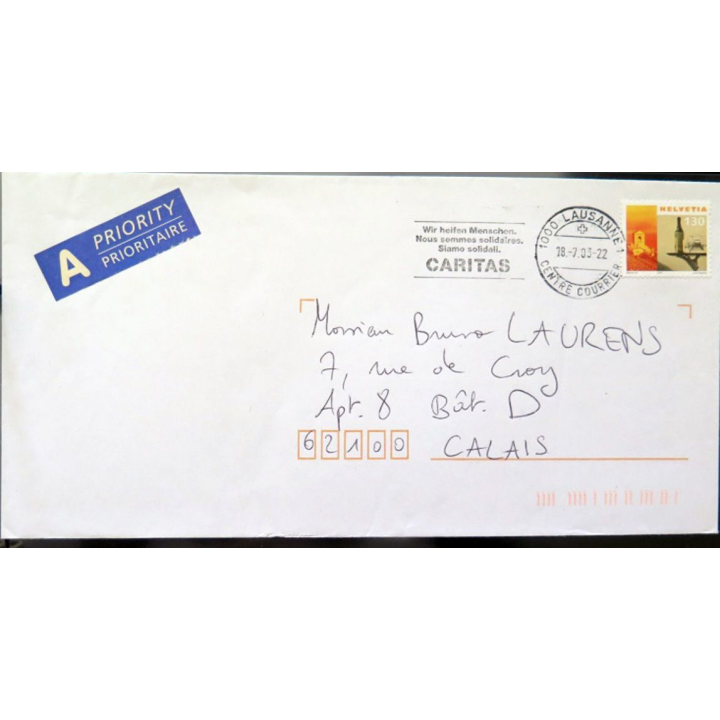 A PRIORITY
PRIORITAIRE
Wir helfen Menschen.
Nous sommes solidaires.
Siamo solidali.
CARITAS
1000 LAUSANNE 1
18.-7.03-22
CENTRE COURRIER
HELVETIA
130
Monsieur Bruno LAURENS
7, rue de Croy
Apt. 8 Bât. D
62100 CALAIS